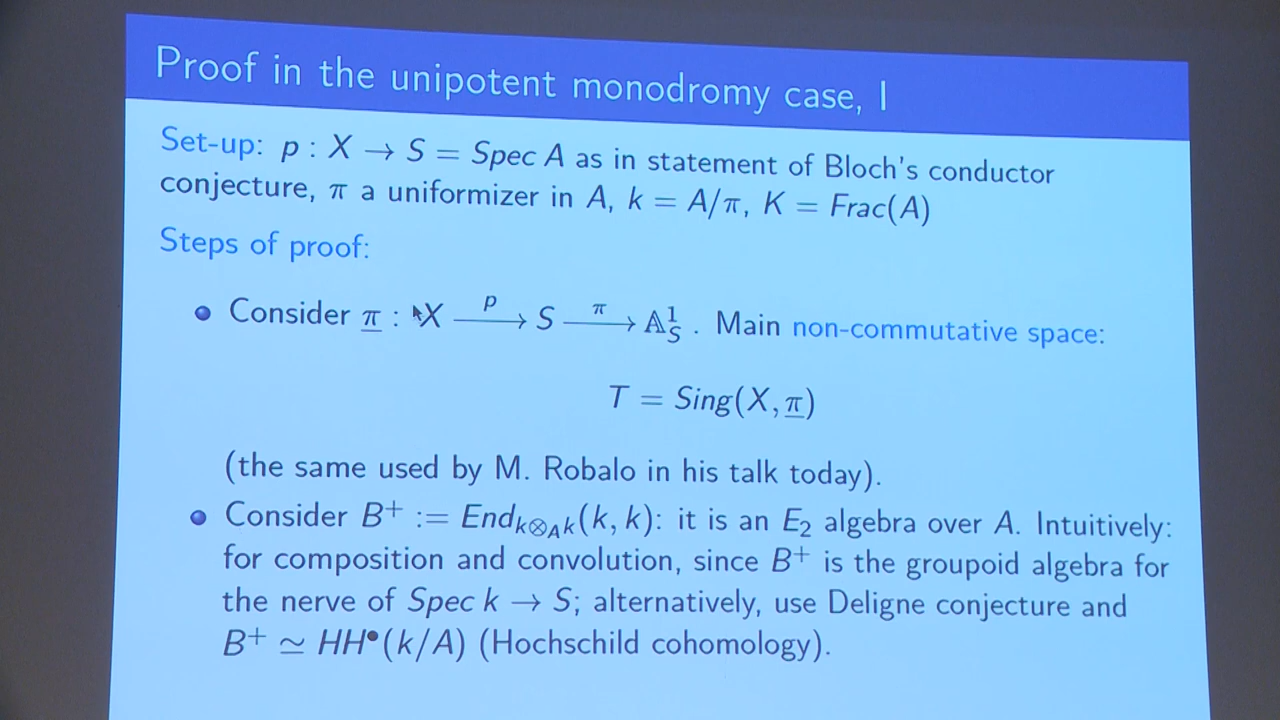 Proof in the unipotent monodromy case, I
Set-up: p : X → S = Spec A as in statement of Bloch's conductor
conjecture, π a uniformizer in A, k = A/π, K = Frac(A)
Steps of proof:
• Consider π̲ : X —p→ S —π→ 𝔸¹_S . Main non-commutative space:
T = Sing(X, π̲)
(the same used by M. Robalo in his talk today).
• Consider B⁺ := End_{k⊗_A k}(k, k): it is an E₂ algebra over A. Intuitively:
for composition and convolution, since B⁺ is the groupoid algebra for
the nerve of Spec k → S; alternatively, use Deligne conjecture and
B⁺ ≃ HH•(k/A) (Hochschild cohomology).